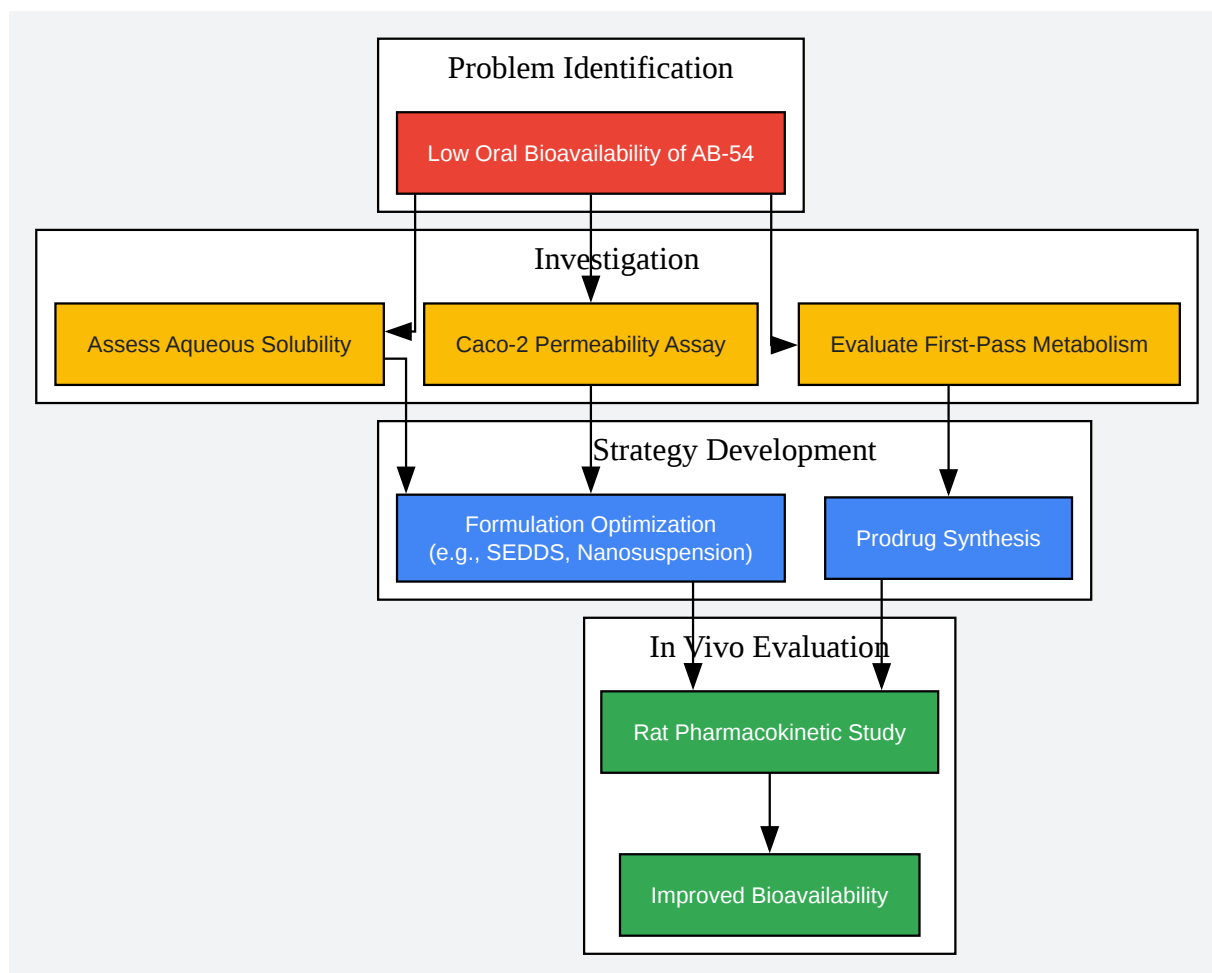 Problem Identification
Low Oral Bioavailability of AB-54
Investigation
Assess Aqueous Solubility
Caco-2 Permeability Assay
Evaluate First-Pass Metabolism
Strategy Development
Formulation Optimization
(e.g., SEDDS, Nanosuspension)
Prodrug Synthesis
In Vivo Evaluation
Rat Pharmacokinetic Study
Improved Bioavailability